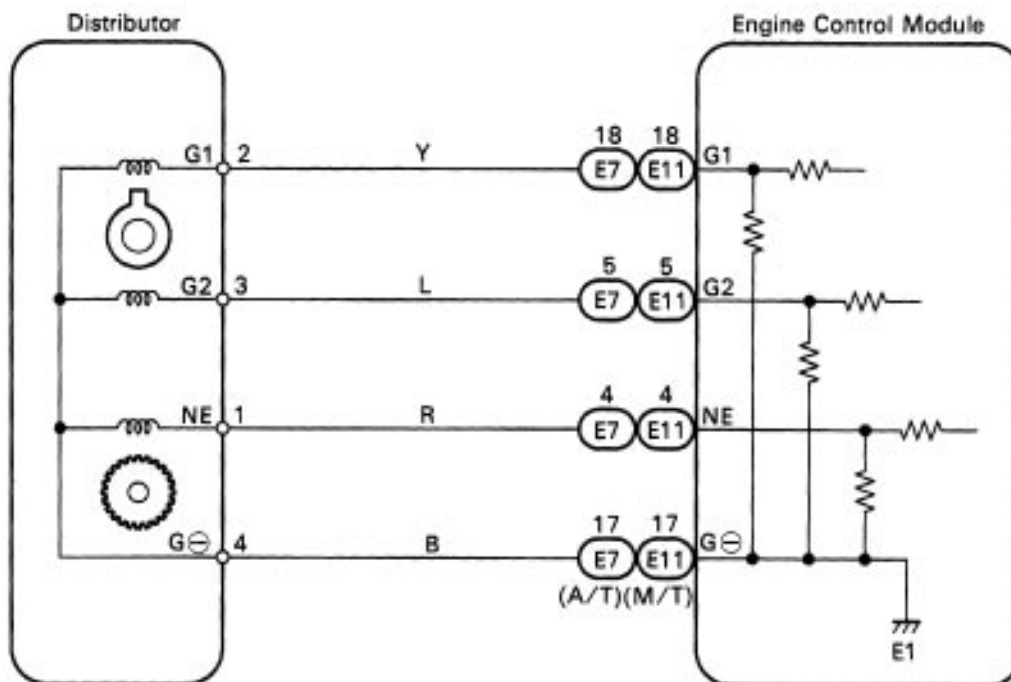 Distributor
Engine Control Module
G1 2 Y 18 18
E7 E11 G1
G2 3 L 5 5
E7 E11 G2
NE 1 R 4 4
E7 E11 NE
G⊖ 4 B 17 17
E7 E11 G⊖
(A/T)(M/T)
E1